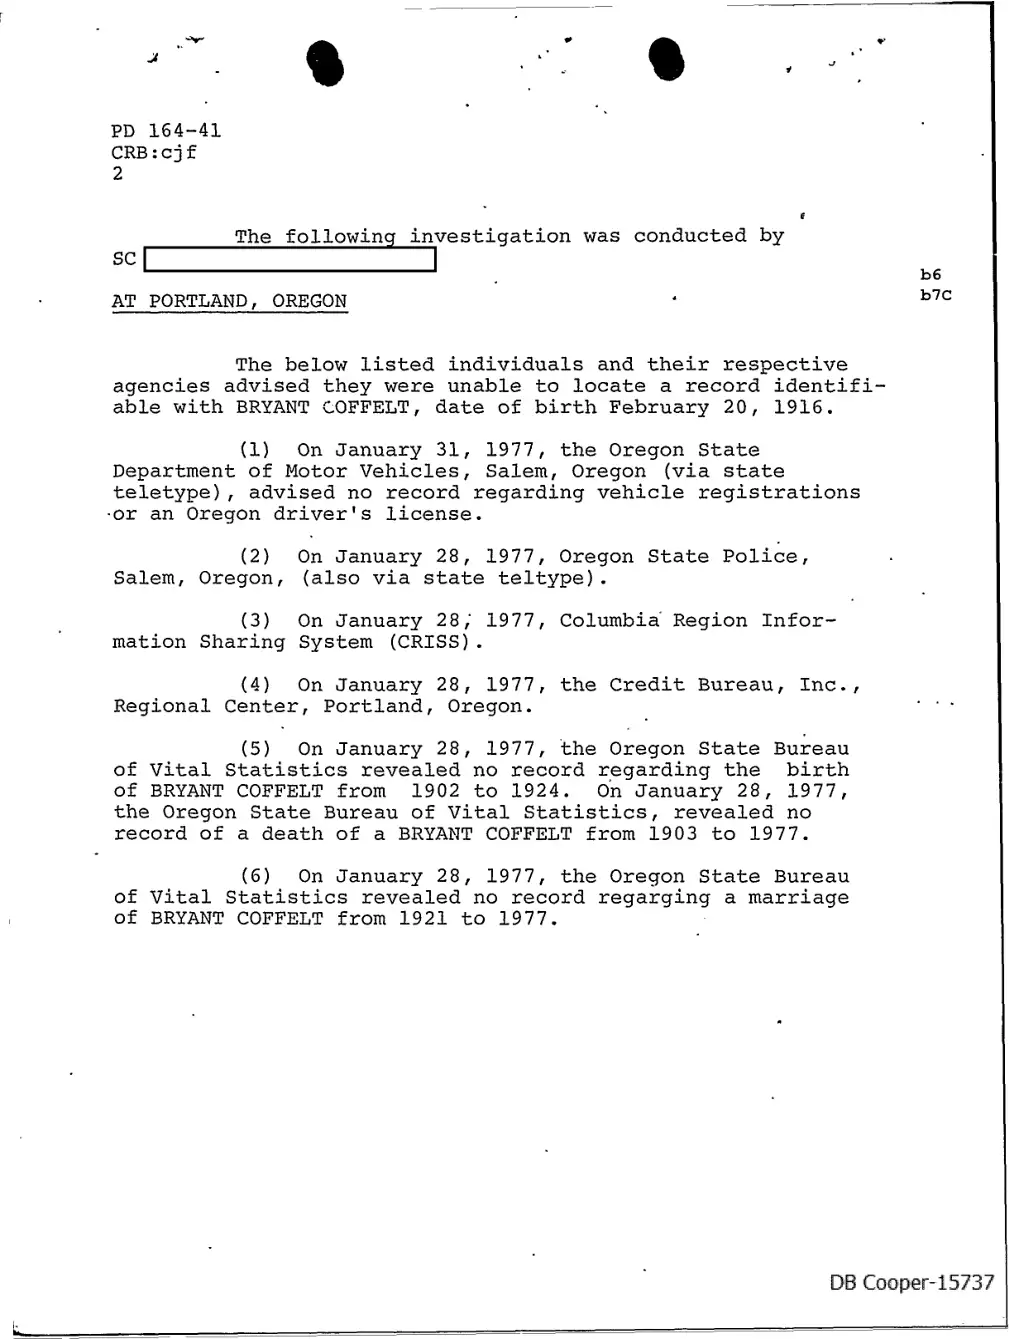 PD 164-41
CRB:cjf
2
The following investigation was conducted by
SC
b6
b7C
AT PORTLAND, OREGON
The below listed individuals and their respective
agencies advised they were unable to locate a record identifi-
able with BRYANT COFFELT, date of birth February 20, 1916.
(1) On January 31, 1977, the Oregon State
Department of Motor Vehicles, Salem, Oregon (via state
teletype), advised no record regarding vehicle registrations
or an Oregon driver's license.
(2) On January 28, 1977, Oregon State Police,
Salem, Oregon, (also via state teltype).
(3) On January 28, 1977, Columbia Region Infor-
mation Sharing System (CRISS).
(4) On January 28, 1977, the Credit Bureau, Inc.,
Regional Center, Portland, Oregon.
(5) On January 28, 1977, the Oregon State Bureau
of Vital Statistics revealed no record regarding the birth
of BRYANT COFFELT from 1902 to 1924. On January 28, 1977,
the Oregon State Bureau of Vital Statistics, revealed no
record of a death of a BRYANT COFFELT from 1903 to 1977.
(6) On January 28, 1977, the Oregon State Bureau
of Vital Statistics revealed no record regarging a marriage
of BRYANT COFFELT from 1921 to 1977.
DB Cooper-15737